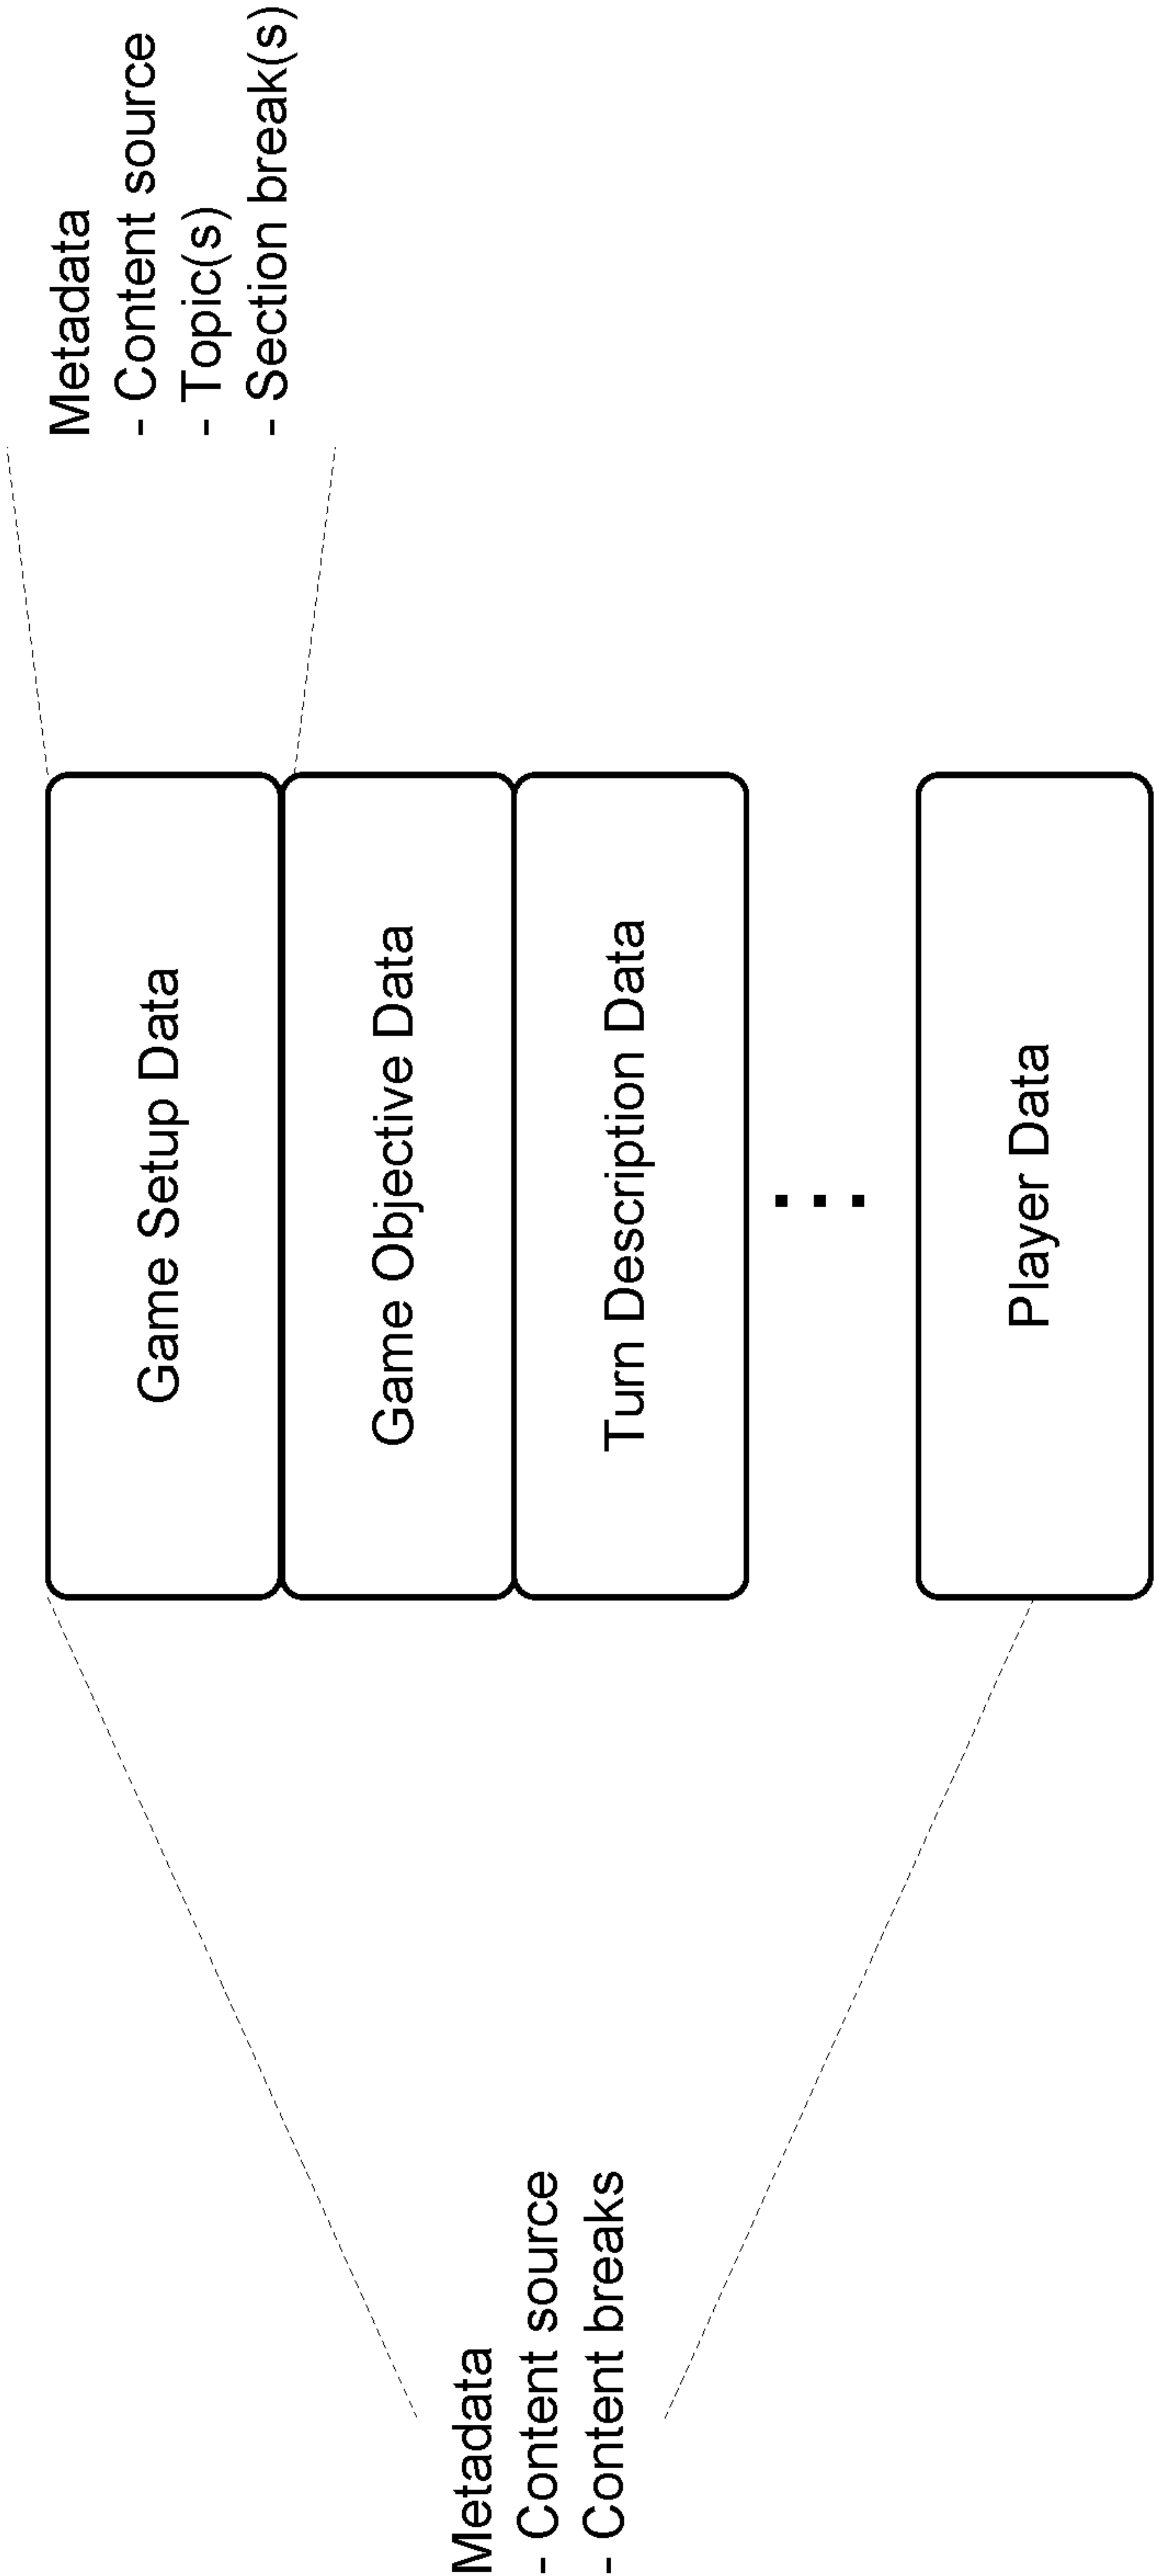 Metadata
- Content source
- Content breaks
Game Setup Data
Game Objective Data
Turn Description Data
Player Data
Metadata
- Content source
- Topic(s)
- Section break(s)